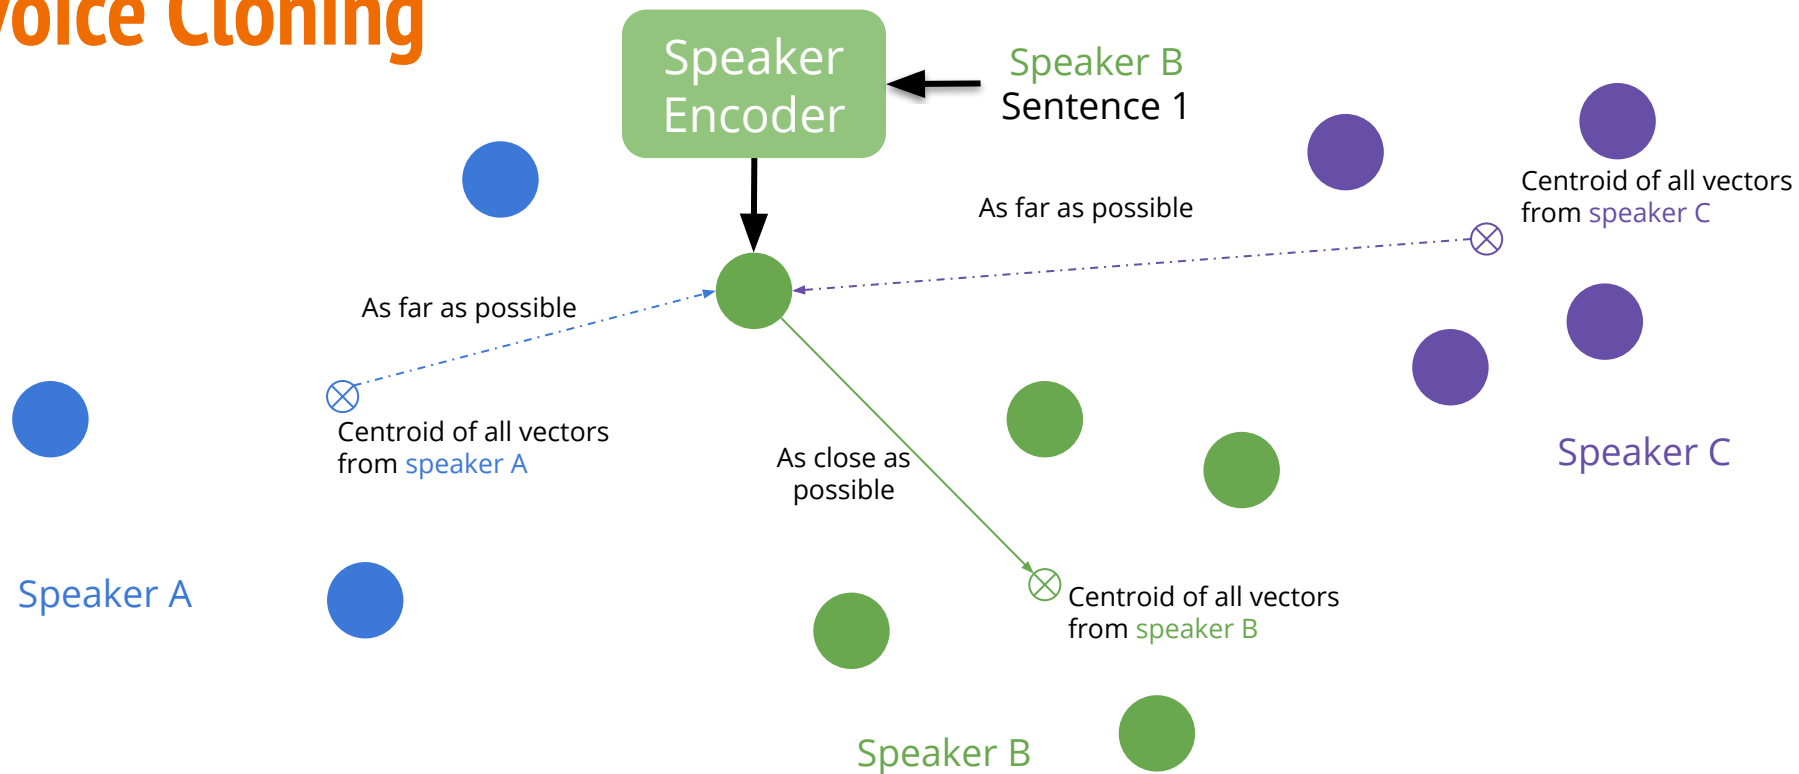 Voice Cloning
Speaker
Encoder
Speaker B
Sentence 1
Centroid of all vectors
from speaker C
As far as possible
As far as possible
Centroid of all vectors
from speaker A
As close as
possible
Speaker C
Speaker A
Centroid of all vectors
from speaker B
Speaker B